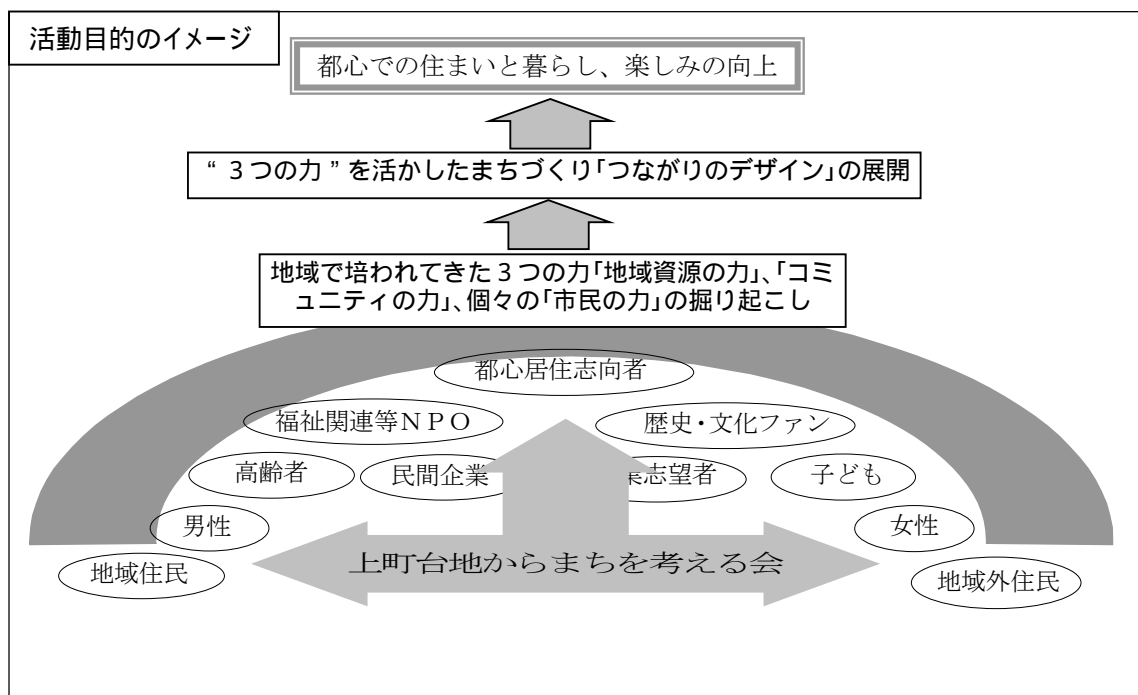 活動目的のイメージ
都心での住まいと暮らし、楽しみの向上
“３つの力”を活かしたまちづくり「つながりのデザイン」の展開
地域で培われてきた３つの力「地域資源の力」、「コミ
ュニティの力」、個々の「市民の力」の掘り起こし
都心居住志向者
福祉関連等ＮＰＯ
歴史・文化ファン
高齢者
民間企業
志望者
子ども
男性
女性
上町台地からまちを考える会
地域住民
地域外住民